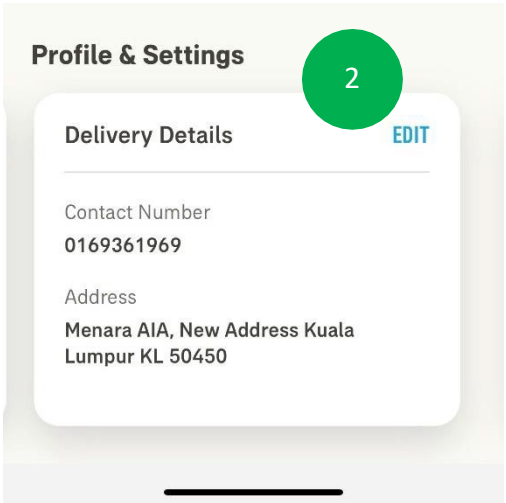 Profile & Settings
2
Delivery Details
EDIT
Contact Number
0169361969
Address
Menara AIA, New Address Kuala
Lumpur KL 50450